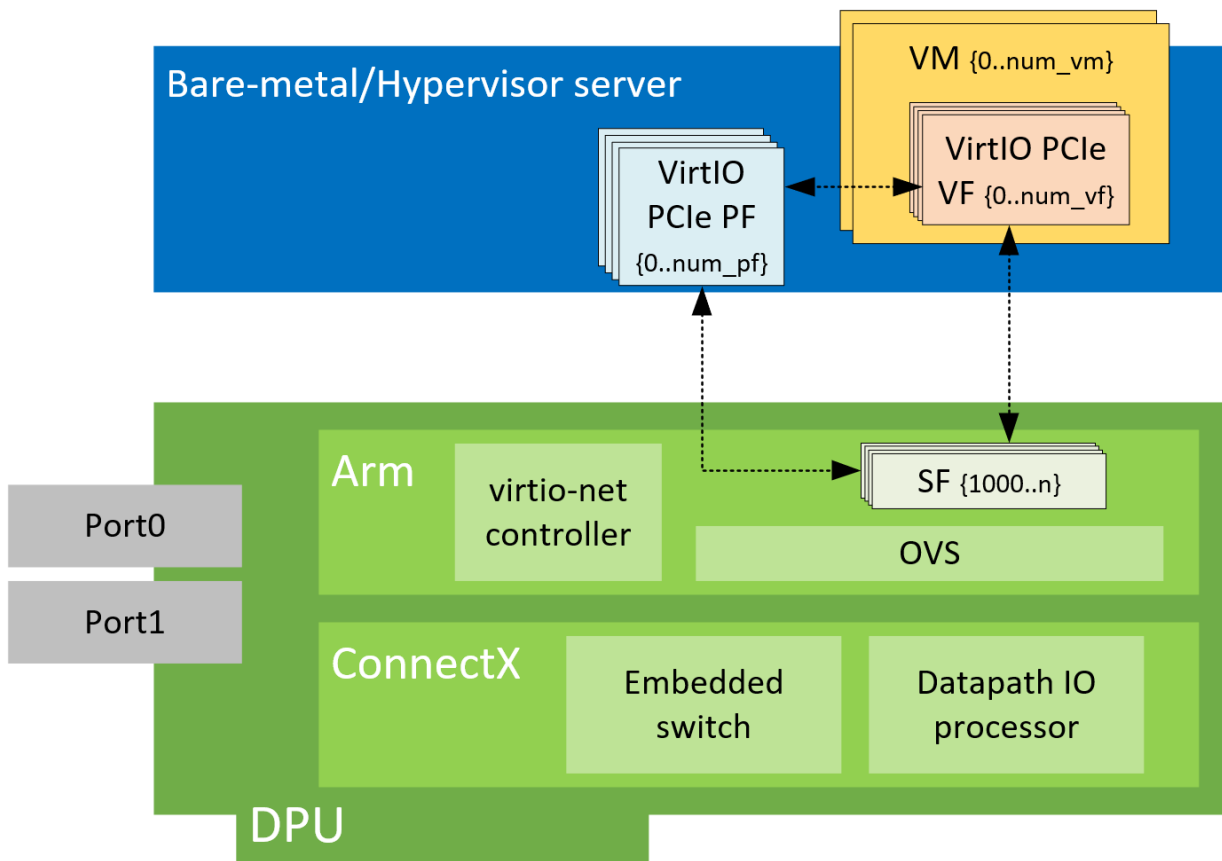 VM {0..num_vm}
Bare-metal/Hypervisor server
VirtIO PCIe
VF {0..num_vf}
VirtIO
PCIe PF
{0..num_pf}
Arm
virtio-net
controller
SF {1000..n}
OVS
Port0
Port1
ConnectX
Embedded
switch
Datapath IO
processor
DPU